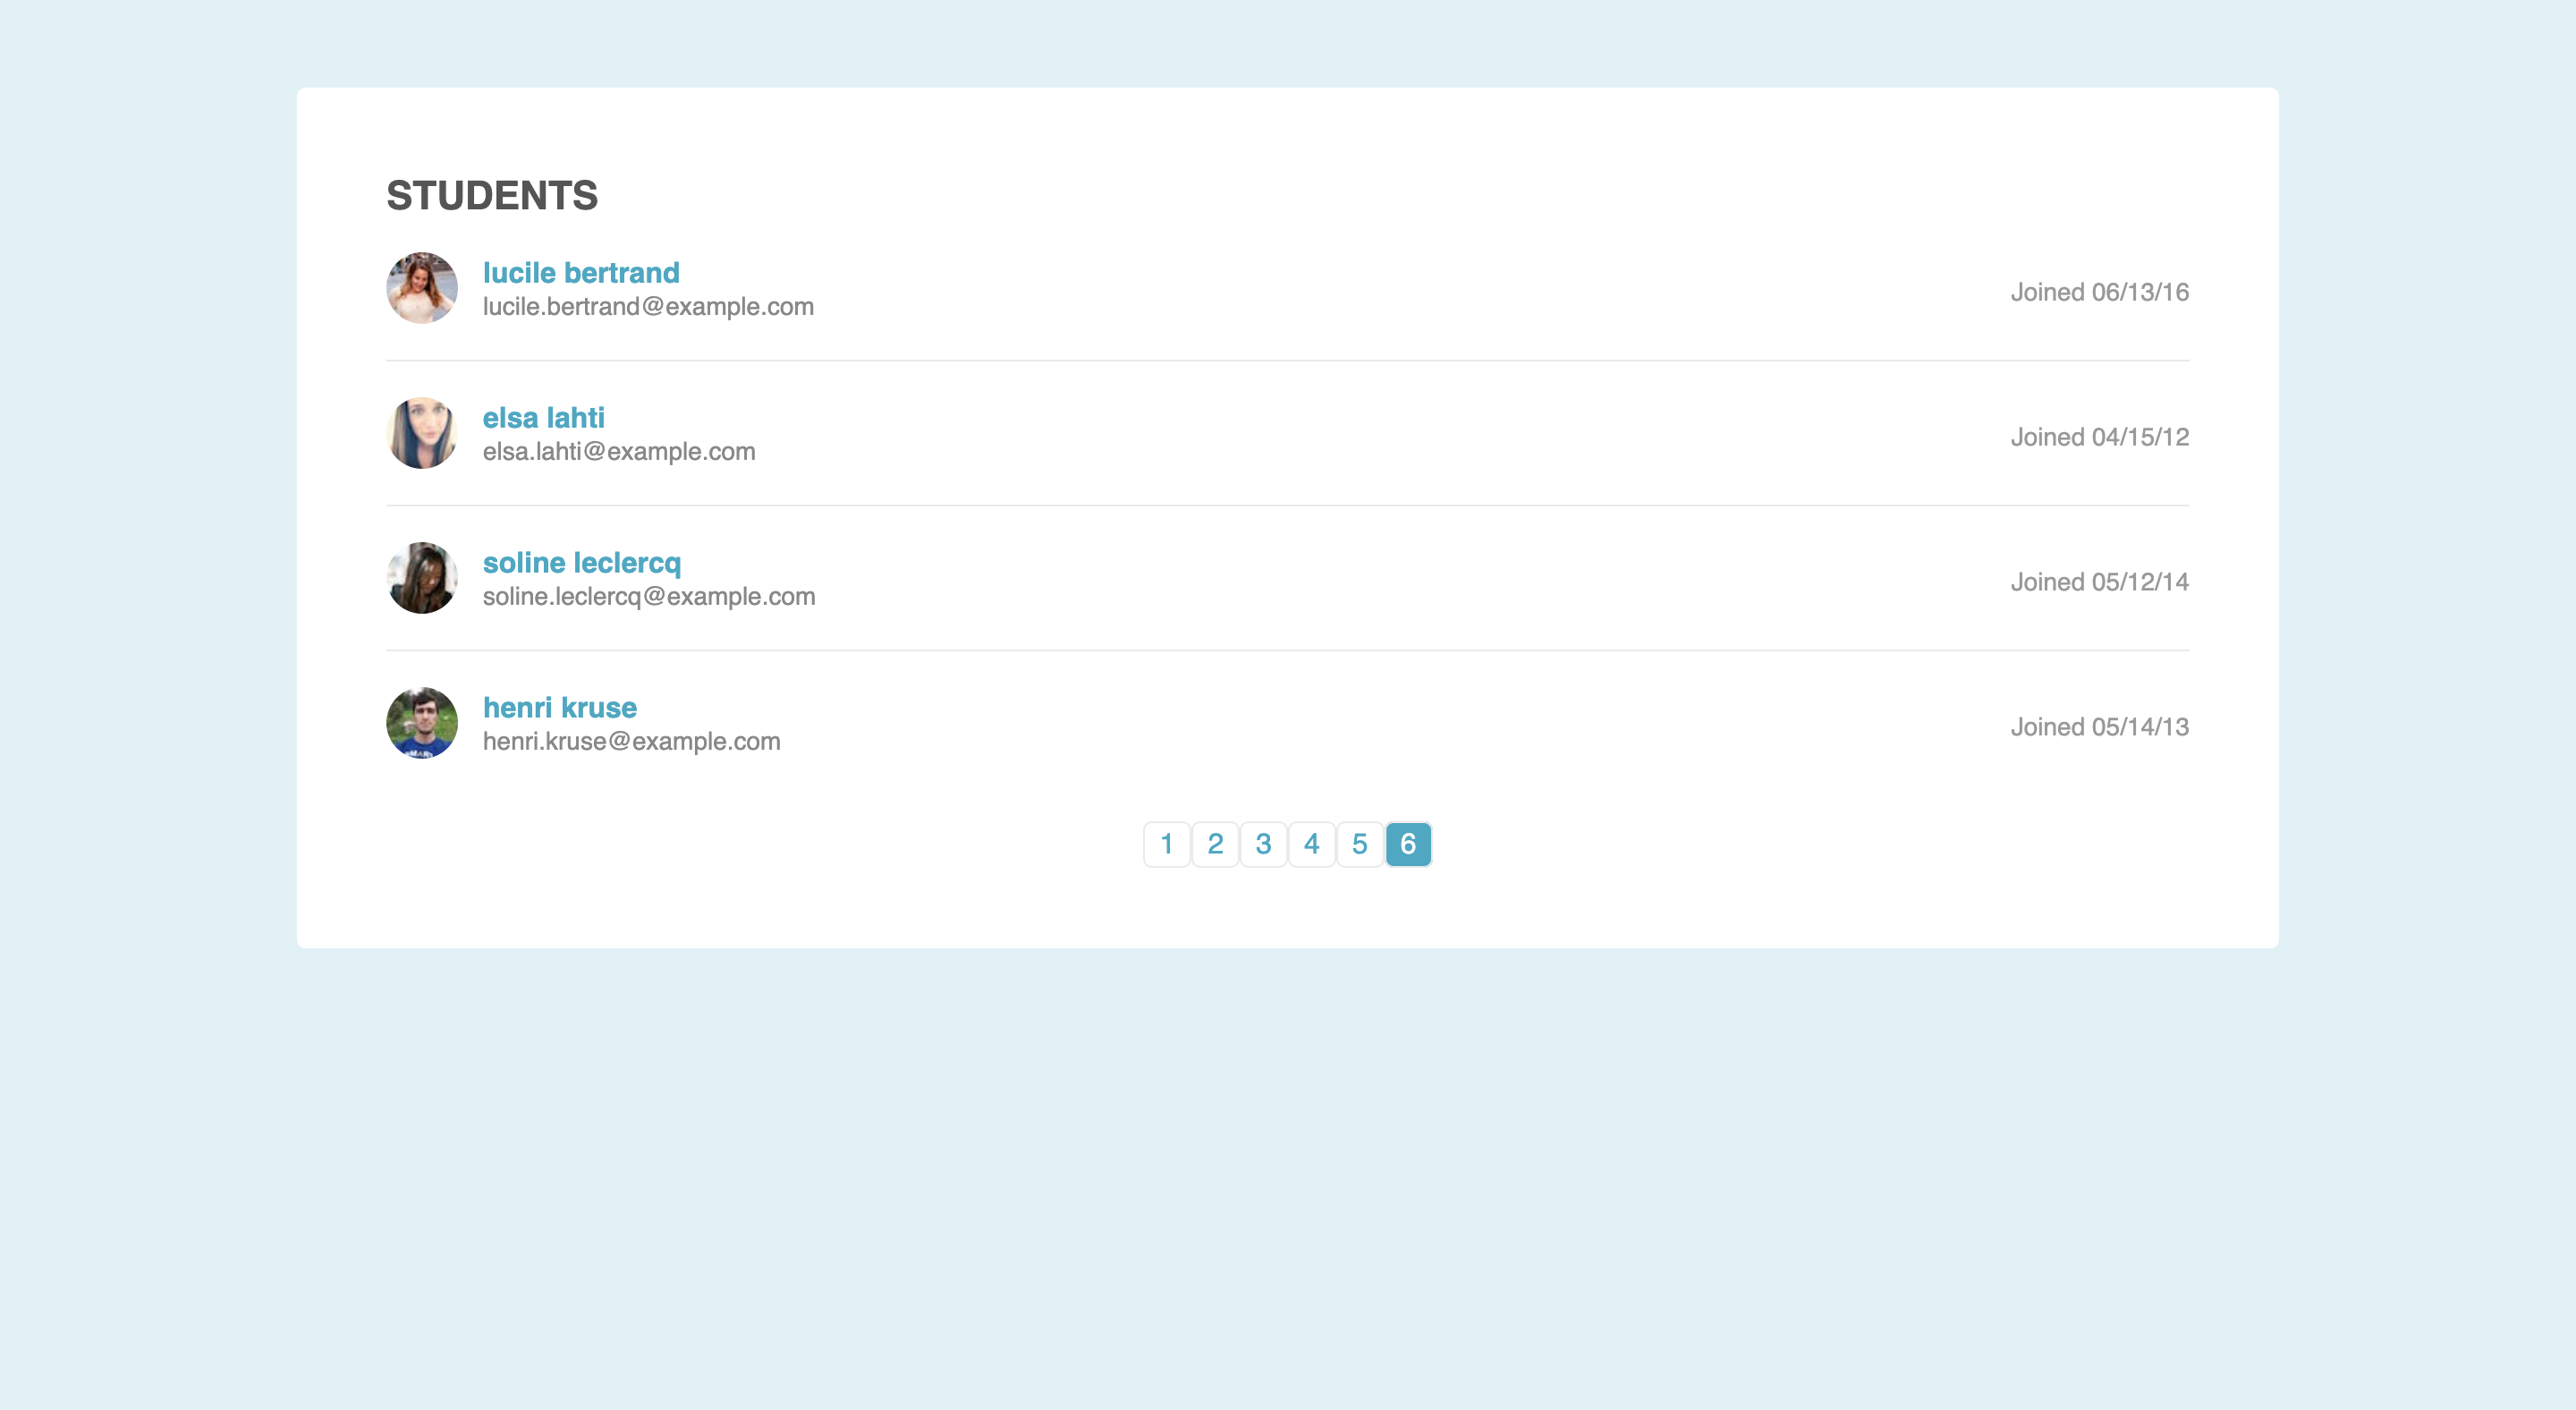 STUDENTS
lucile bertrand
lucile.bertrand@example.com
Joined 06/13/16
elsa lahti
elsa.lahti@example.com
Joined 04/15/12
soline leclercq
soline.leclercq@example.com
Joined 05/12/14
henri kruse
henri.kruse@example.com
Joined 05/14/13
1 2 3 4 5 6